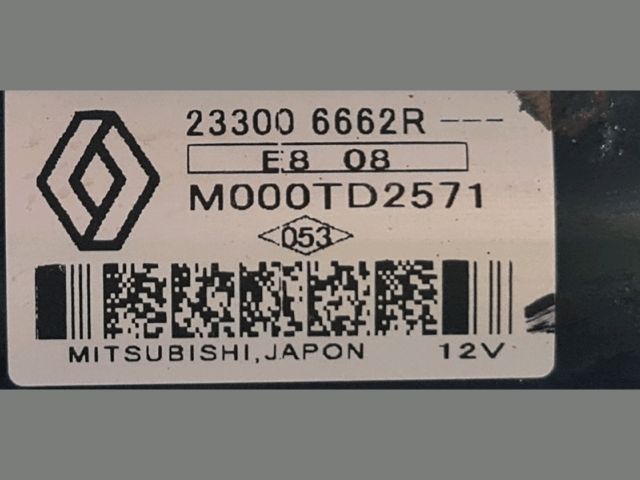 23300 6662R ---
E8 08
M000TD2571
053
MITSUBISHI,JAPON 12V